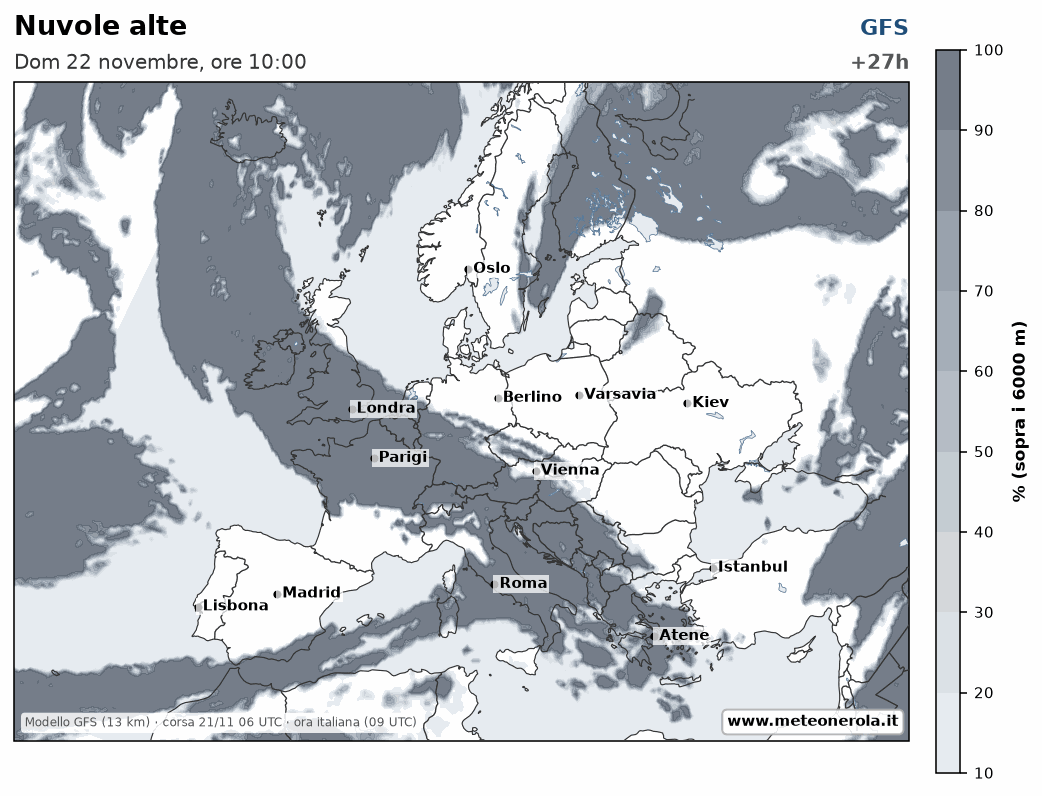 Nuvole alte
GFS
Dom 22 novembre, ore 10:00
+27h
Oslo
Berlino
Varsavia
Kiev
Londra
Parigi
Vienna
Istanbul
Roma
Madrid
Lisbona
Atene
Modello GFS (13 km) · corsa 21/11 06 UTC · ora italiana (09 UTC)
www.meteonerola.it
100
90
80
70
60
50
40
30
20
10
% (sopra i 6000 m)